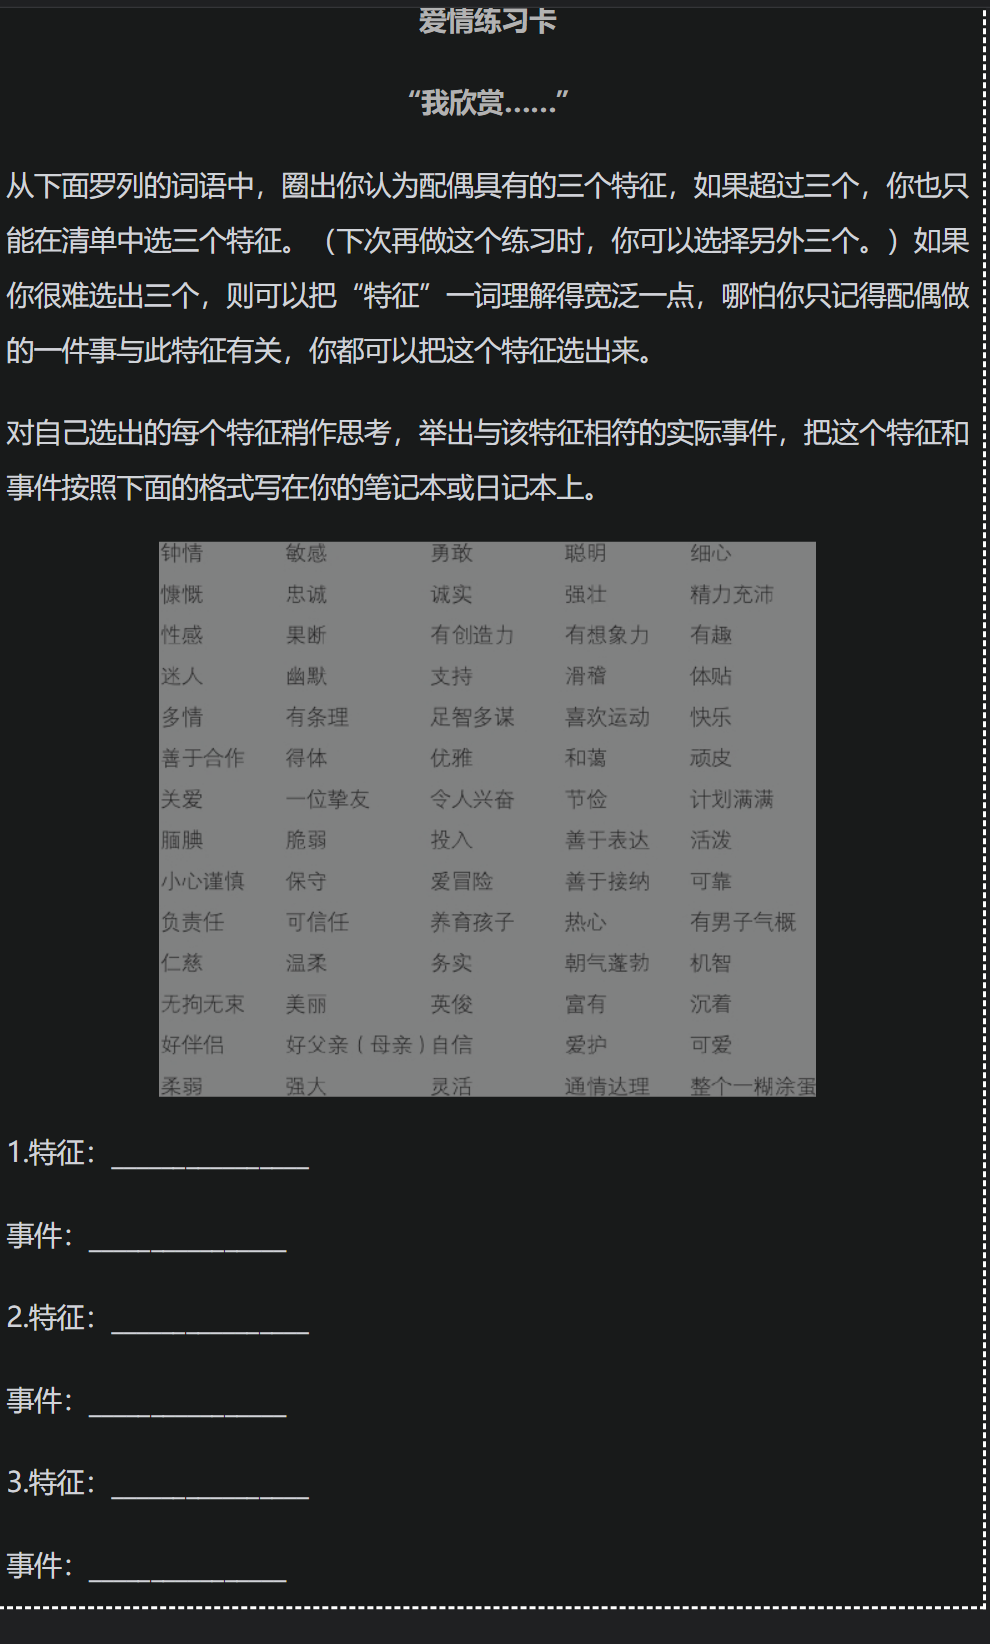 爱情练习卡
“我欣赏……”
从下面罗列的词语中，圈出你认为配偶具有的三个特征，如果超过三个，你也只
能在清单中选三个特征。（下次再做这个练习时，你可以选择另外三个。）如果
你很难选出三个，则可以把“特征”一词理解得宽泛一点，哪怕你只记得配偶做
的一件事与此特征有关，你都可以把这个特征选出来。
对自己选出的每个特征稍作思考，举出与该特征相符的实际事件，把这个特征和
事件按照下面的格式写在你的笔记本或日记本上。
钟情 敏感 勇敢 聪明 细心
慷慨 忠诚 诚实 强壮 精力充沛
性感 果断 有创造力 有想象力 有趣
迷人 幽默 支持 滑稽 体贴
多情 有条理 足智多谋 喜欢运动 快乐
善于合作 得体 优雅 和蔼 顽皮
关爱 一位挚友 令人兴奋 节俭 计划满满
腼腆 脆弱 投入 善于表达 活泼
小心谨慎 保守 爱冒险 善于接纳 可靠
负责任 可信任 养育孩子 热心 有男子气概
仁慈 温柔 务实 朝气蓬勃 机智
无拘无束 美丽 英俊 富有 沉着
好伴侣 好父亲（母亲）自信 爱护 可爱
柔弱 强大 灵活 通情达理 整个一糊涂蛋
1.特征：______________
事件：______________
2.特征：______________
事件：______________
3.特征：______________
事件：______________